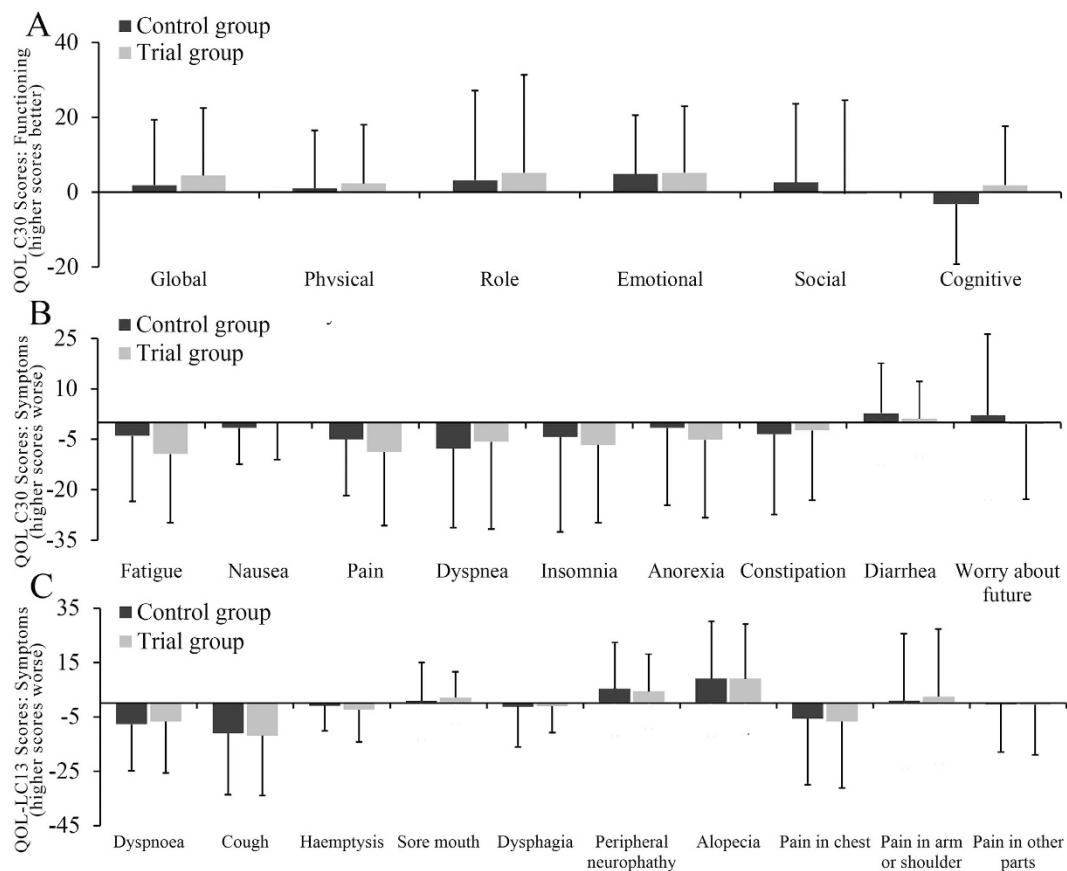 A
Control group
Trial group
QOL C30 Scores: Functioning
(higher scores better)
40
20
0
-20
Global Physical Role Emotional Social Cognitive
B
Control group
Trial group
QOL C30 Scores: Symptoms
(higher scores worse)
25
10
-5
-20
-35
Fatigue Nausea Pain Dyspnea Insomnia Anorexia Constipation Diarrhea Worry about
future
C
Control group
Trial group
QOL-LC13 Scores: Symptoms
(higher scores worse)
35
15
-5
-25
-45
Dyspnoea Cough Haemptysis Sore mouth Dysphagia Peripheral Alopecia Pain in chest Pain in arm Pain in other
neurophathy or shoulder parts